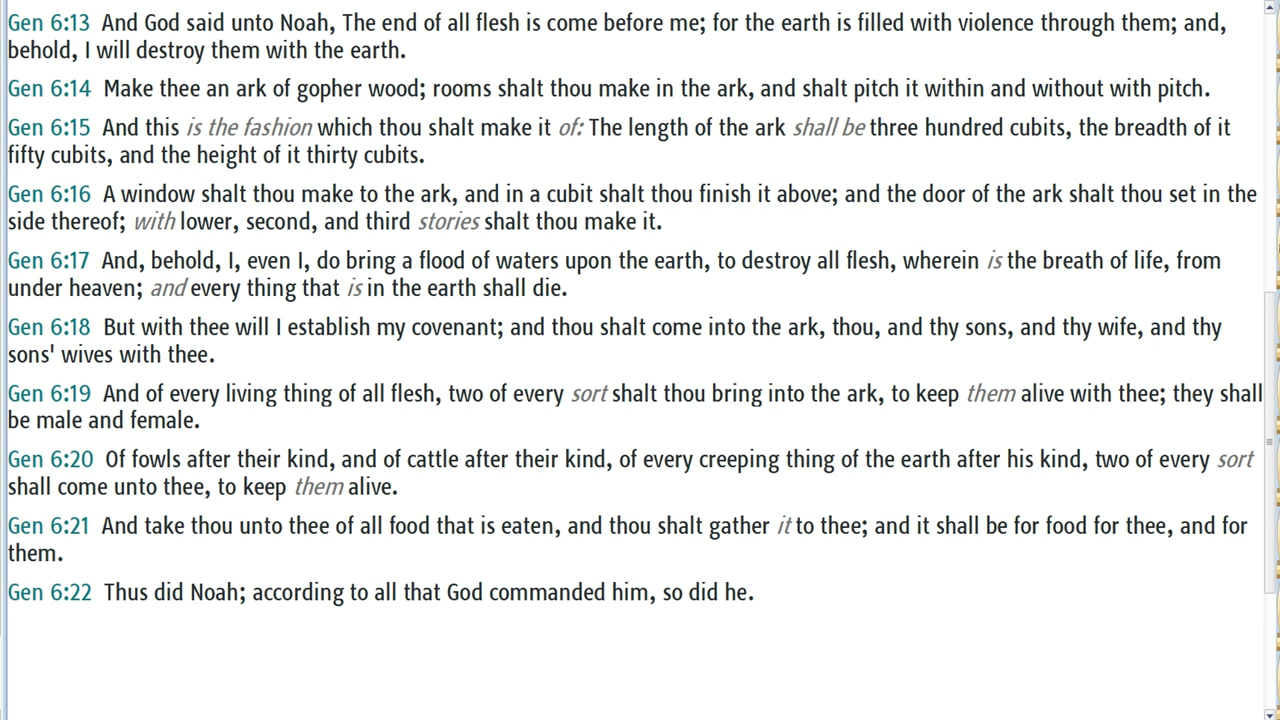 Gen 6:13 And God said unto Noah, The end of all flesh is come before me; for the earth is filled with violence through them; and,
behold, I will destroy them with the earth.
Gen 6:14 Make thee an ark of gopher wood; rooms shalt thou make in the ark, and shalt pitch it within and without with pitch.
Gen 6:15 And this is the fashion which thou shalt make it of: The length of the ark shall be three hundred cubits, the breadth of it
fifty cubits, and the height of it thirty cubits.
Gen 6:16 A window shalt thou make to the ark, and in a cubit shalt thou finish it above; and the door of the ark shalt thou set in the
side thereof; with lower, second, and third stories shalt thou make it.
Gen 6:17 And, behold, I, even I, do bring a flood of waters upon the earth, to destroy all flesh, wherein is the breath of life, from
under heaven; and every thing that is in the earth shall die.
Gen 6:18 But with thee will I establish my covenant; and thou shalt come into the ark, thou, and thy sons, and thy wife, and thy
sons' wives with thee.
Gen 6:19 And of every living thing of all flesh, two of every sort shalt thou bring into the ark, to keep them alive with thee; they shall
be male and female.
Gen 6:20 Of fowls after their kind, and of cattle after their kind, of every creeping thing of the earth after his kind, two of every sort
shall come unto thee, to keep them alive.
Gen 6:21 And take thou unto thee of all food that is eaten, and thou shalt gather it to thee; and it shall be for food for thee, and for
them.
Gen 6:22 Thus did Noah; according to all that God commanded him, so did he.